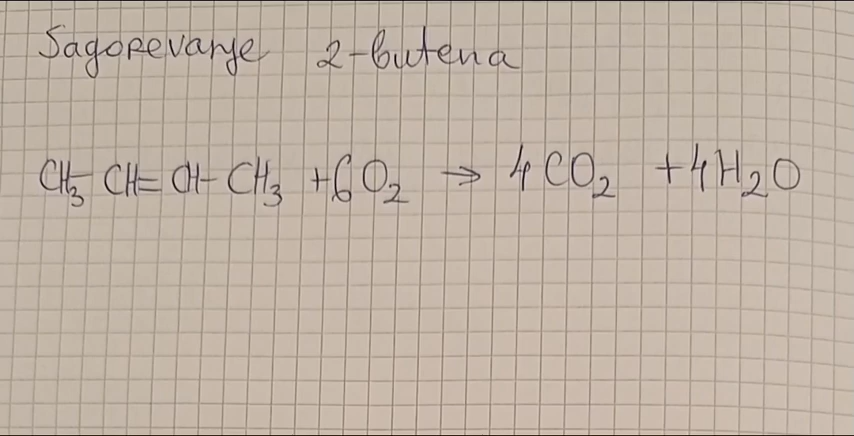 Sagorevanje 2-butena
CH₃-CH=CH-CH₃ +6O₂ → 4CO₂ +4H₂O